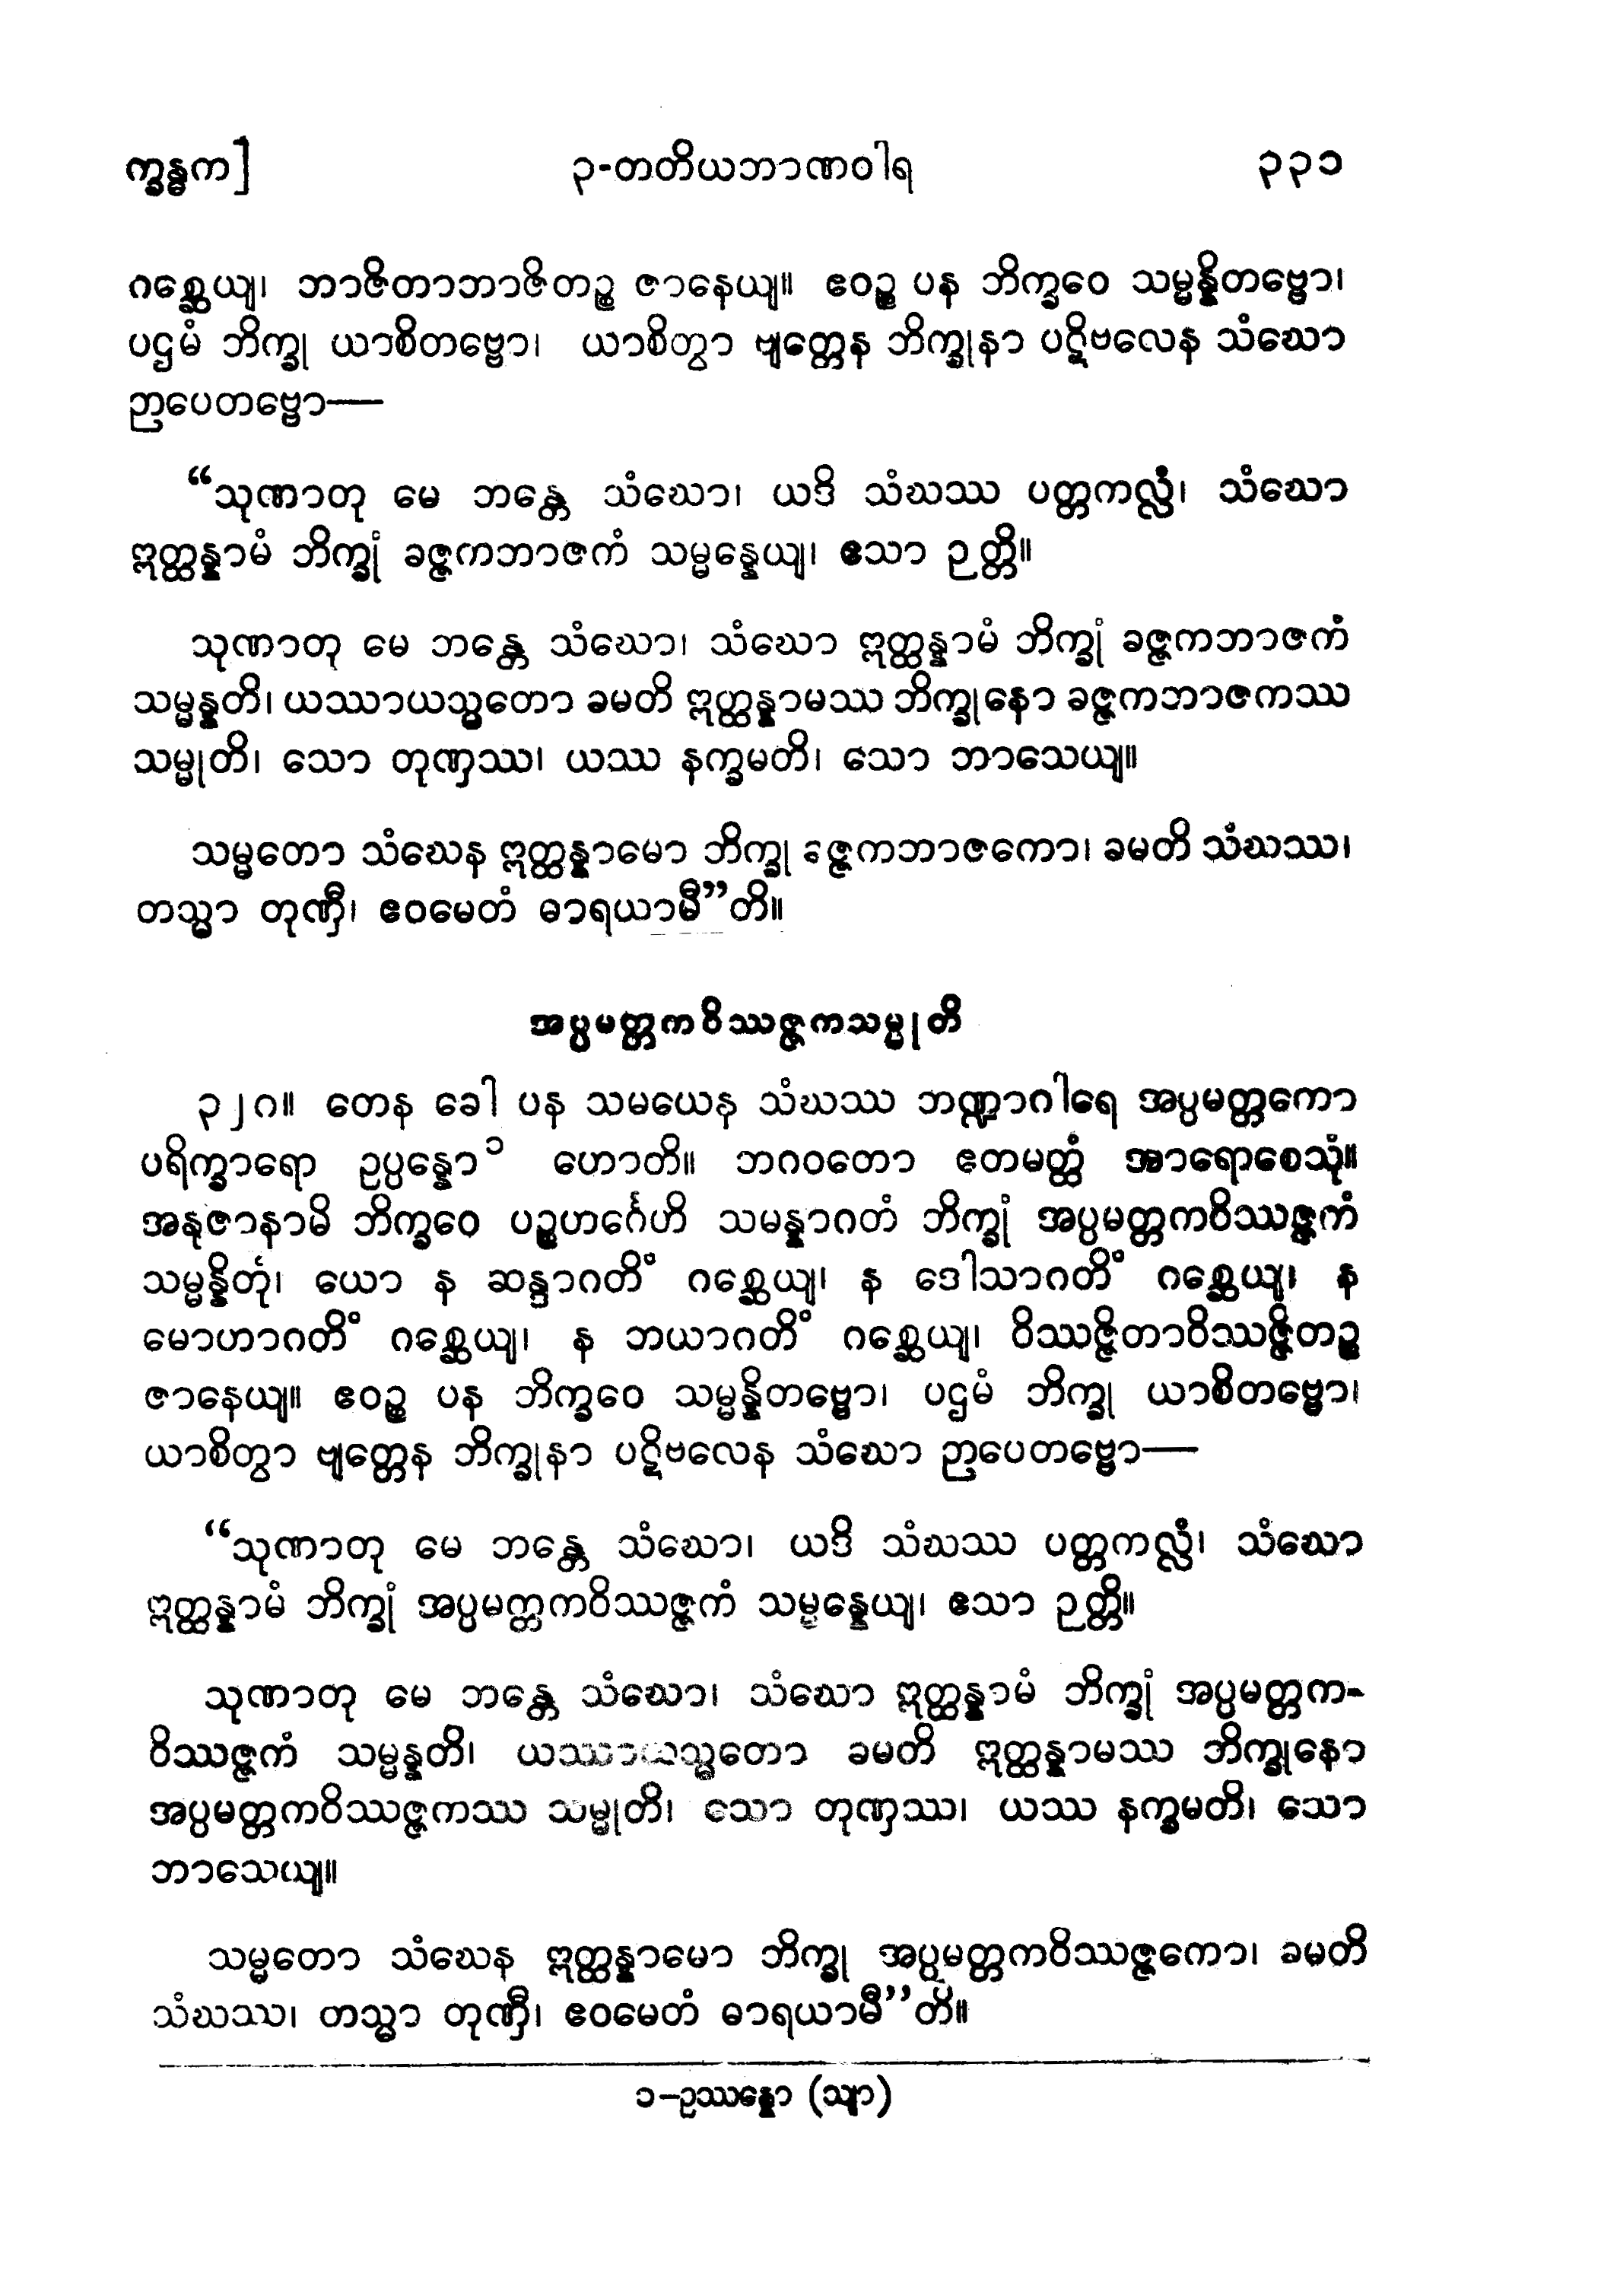 က္ခန္ဓက] ၃-တတိယဘာဏဝါရ ၃၃၁
ဂစ္ဆေယျ၊ ဘာဇိတာဘာဇိတဉ္စ ဇာနေယျ။ ဧဝဉ္စ ပန ဘိက္ခဝေ သမ္မန္နိတဗ္ဗော၊
ပဌမံ ဘိက္ခု ယာစိတဗ္ဗော၊ ယာစိတွာ ဗျတ္တေန ဘိက္ခုနာ ပဋိဗလေန သံဃော
ဉာပေတဗ္ဗော—
“သုဏာတု မေ ဘန္တေ သံဃော၊ ယဒိ သံဃဿ ပတ္တကလ္လံ၊ သံဃော
ဣတ္ထန္နာမံ ဘိက္ခုံ ခဇ္ဇကဘာဇကံ သမ္မန္နေယျ၊ ဧသာ ဉတ္တိ။
သုဏာတု မေ ဘန္တေ သံဃော၊ သံဃော ဣတ္ထန္နာမံ ဘိက္ခုံ ခဇ္ဇကဘာဇကံ
သမ္မန္နတိ၊ ယဿာယသ္မတော ခမတိ ဣတ္ထန္နာမဿ ဘိက္ခုနော ခဇ္ဇကဘာဇကဿ
သမ္မုတိ၊ သော တုဏှဿ၊ ယဿ နက္ခမတိ၊ သော ဘာသေယျ။
သမ္မတော သံဃေန ဣတ္ထန္နာမော ဘိက္ခု ခဇ္ဇကဘာဇကော၊ ခမတိ သံဃဿ၊
တသ္မာ တုဏှီ၊ ဧဝမေတံ ဓာရယာမီ”တိ။
အပ္ပမတ္တကဝိဿဇ္ဇကသမ္မုတိ
၃၂၈။ တေန ခေါ ပန သမယေန သံဃဿ ဘဏ္ဍာဂါရေ အပ္ပမတ္တကော
ပရိက္ခာရော ဥပ္ပန္နော¹ ဟောတိ။ ဘဂဝတော ဧတမတ္ထံ အာရောစေသုံ။
အနုဇာနာမိ ဘိက္ခဝေ ပဉ္စဟင်္ဂေဟိ သမန္နာဂတံ ဘိက္ခုံ အပ္ပမတ္တကဝိဿဇ္ဇကံ
သမ္မန္နိတုံ၊ ယော န ဆန္ဒာဂတိံ ဂစ္ဆေယျ၊ န ဒေါသာဂတိံ ဂစ္ဆေယျ၊ န
မောဟာဂတိံ ဂစ္ဆေယျ၊ န ဘယာဂတိံ ဂစ္ဆေယျ၊ ဝိဿဇ္ဇိတာဝိဿဇ္ဇိတဉ္စ
ဇာနေယျ။ ဧဝဉ္စ ပန ဘိက္ခဝေ သမ္မန္နိတဗ္ဗော၊ ပဌမံ ဘိက္ခု ယာစိတဗ္ဗော၊
ယာစိတွာ ဗျတ္တေန ဘိက္ခုနာ ပဋိဗလေန သံဃော ဉာပေတဗ္ဗော—
“သုဏာတု မေ ဘန္တေ သံဃော၊ ယဒိ သံဃဿ ပတ္တကလ္လံ၊ သံဃော
ဣတ္ထန္နာမံ ဘိက္ခုံ အပ္ပမတ္တကဝိဿဇ္ဇကံ သမ္မန္နေယျ၊ ဧသာ ဉတ္တိ။
သုဏာတု မေ ဘန္တေ သံဃော၊ သံဃော ဣတ္ထန္နာမံ ဘိက္ခုံ အပ္ပမတ္တက-
ဝိဿဇ္ဇကံ သမ္မန္နတိ၊ ယဿာယသ္မတော ခမတိ ဣတ္ထန္နာမဿ ဘိက္ခုနော
အပ္ပမတ္တကဝိဿဇ္ဇကဿ သမ္မုတိ၊ သော တုဏှဿ၊ ယဿ နက္ခမတိ၊ သော
ဘာသေယျ။
သမ္မတော သံဃေန ဣတ္ထန္နာမော ဘိက္ခု အပ္ပမတ္တကဝိဿဇ္ဇကော၊ ခမတိ
သံဃဿ၊ တသ္မာ တုဏှီ၊ ဧဝမေတံ ဓာရယာမီ”တိ။
၁-ဥဿန္နော (သျာ)